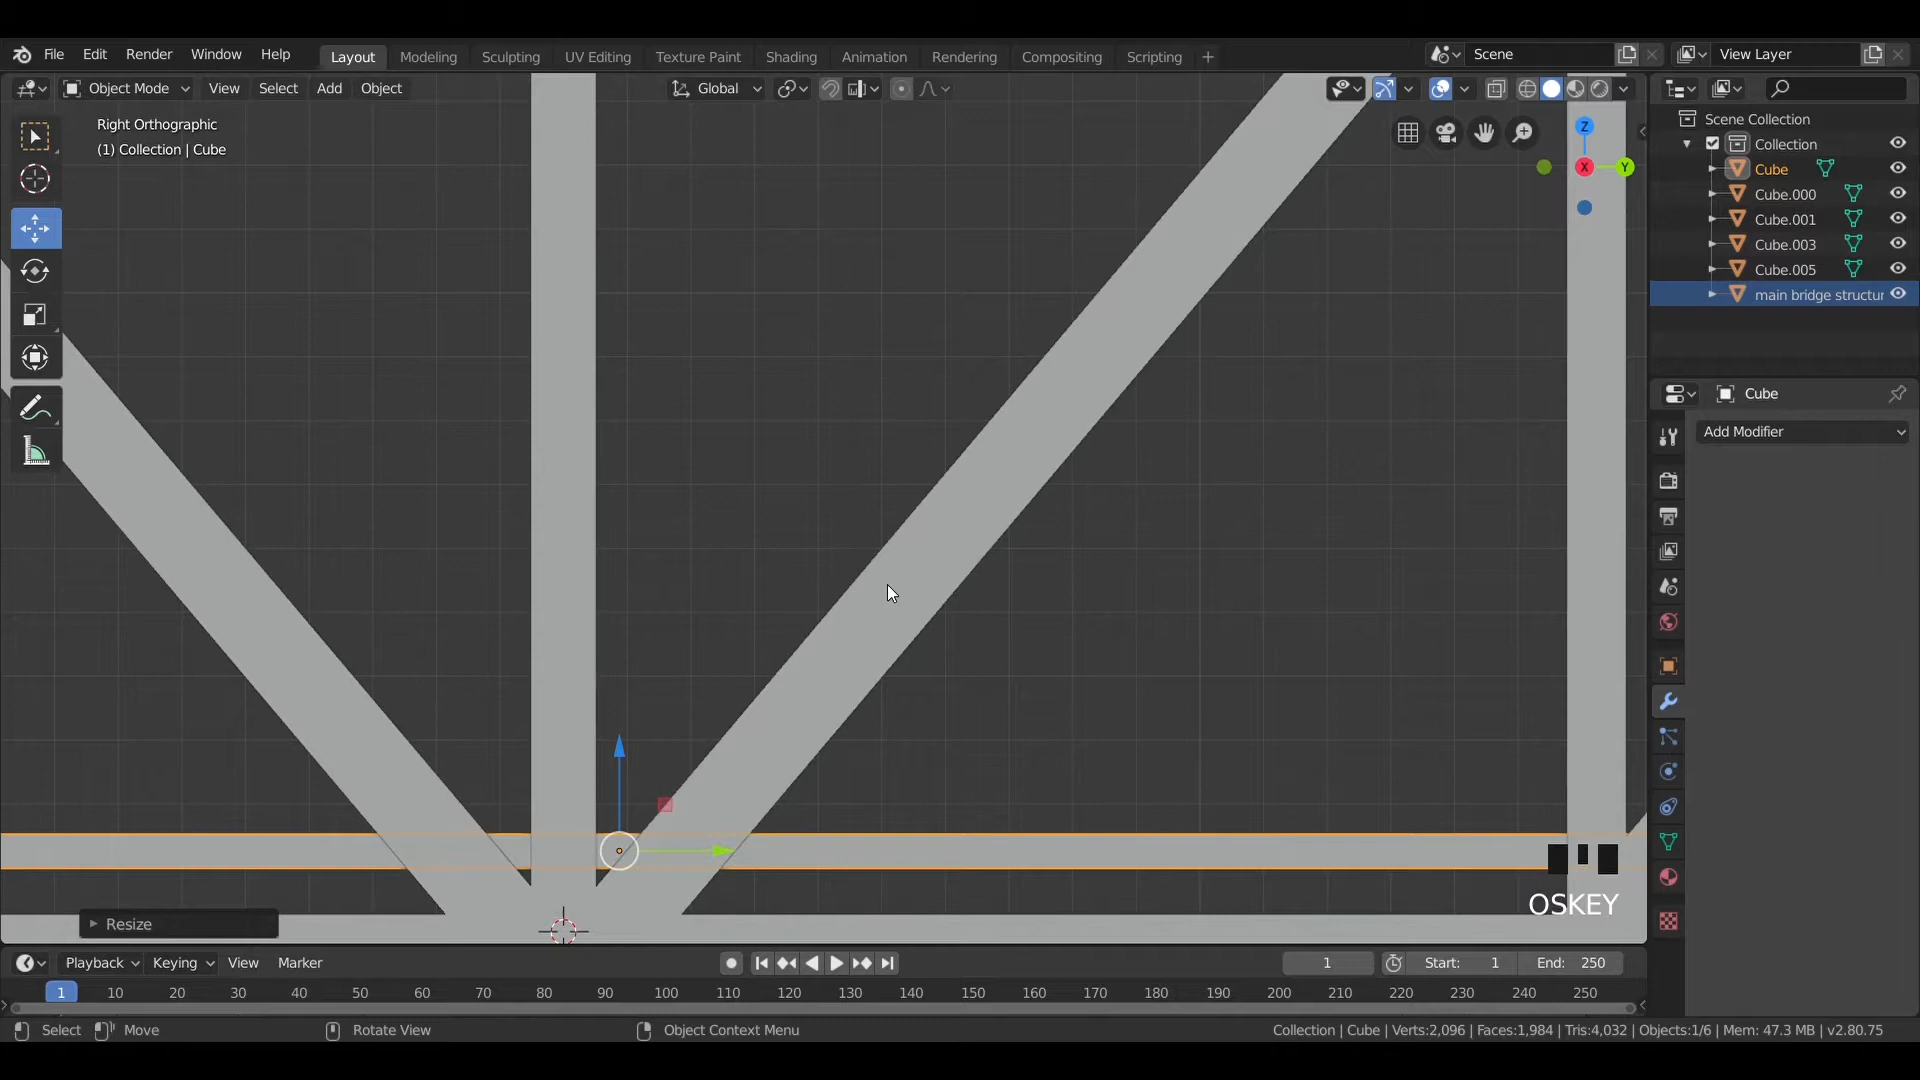 File Edit Render Window Help Layout Modeling Sculpting UV Editing Texture Paint Shading Animation Rendering Compositing Scripting + Scene View Layer
Object Mode View Select Add Object Global
Right Orthographic
(1) Collection | Cube
Z
X
Y
Scene Collection
Collection
Cube
Cube.000
Cube.001
Cube.003
Cube.005
main bridge structur
Cube
Add Modifier
OSKEY
Resize
Playback Keying View Marker 1 Start: 1 End: 250
1 10 20 30 40 50 60 70 80 90 100 110 120 130 140 150 160 170 180 190 200 210 220 230 240 250
Select Move Rotate View Object Context Menu Collection | Cube | Verts:2,096 | Faces:1,984 | Tris:4,032 | Objects:1/6 | Mem: 47.3 MB | v2.80.75